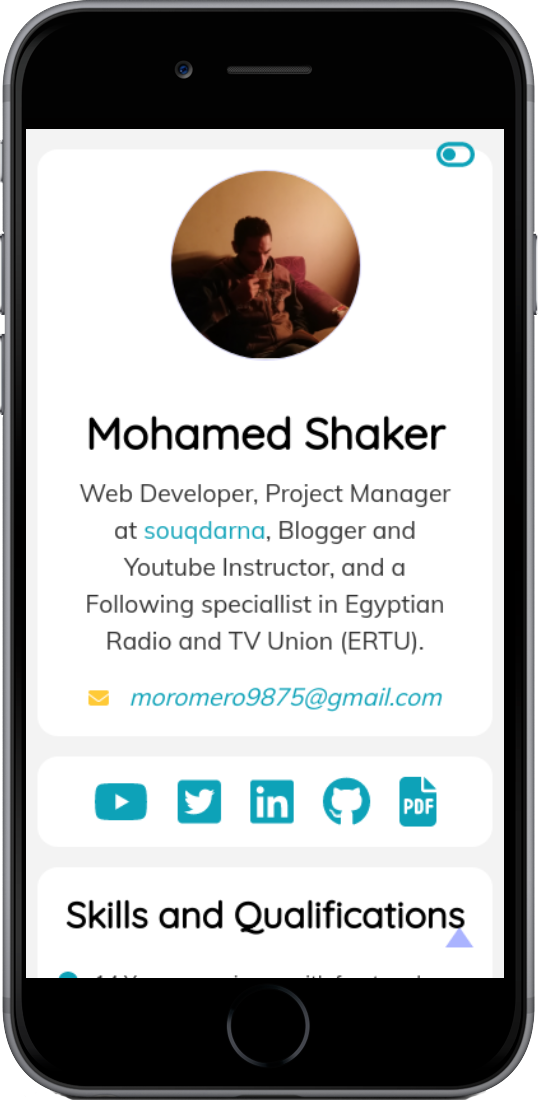 Mohamed Shaker
Web Developer, Project Manager
at souqdarna, Blogger and
Youtube Instructor, and a
Following speciallist in Egyptian
Radio and TV Union (ERTU).
moromero9875@gmail.com
in
PDF
Skills and Qualifications